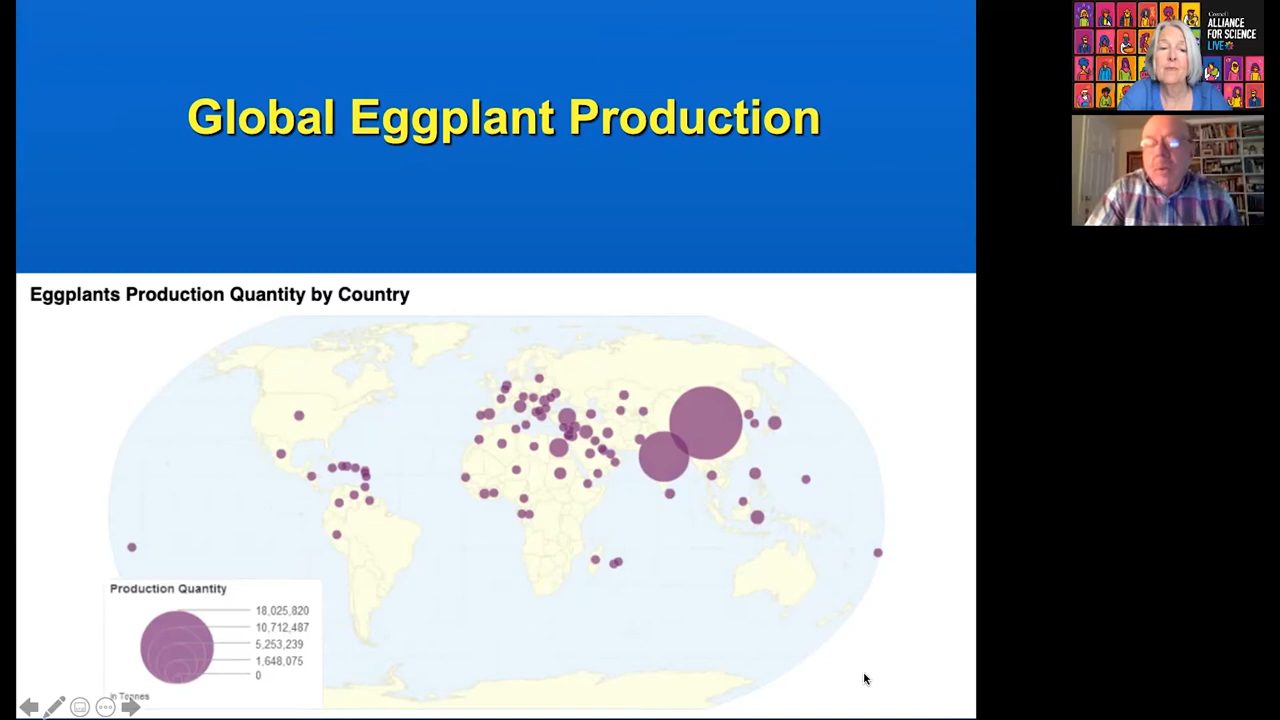 Global Eggplant Production
Eggplants Production Quantity by Country
Production Quantity
18,025,820
10,712,487
5,253,239
1,648,075
0
in Tonnes
Cornell
ALLIANCE
FOR SCIENCE
LIVE